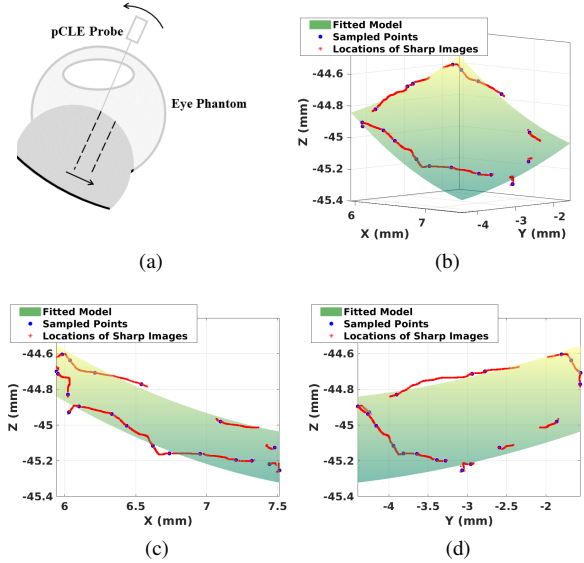 pCLE Probe
Eye Phantom
(a)
Fitted Model
Sampled Points
Locations of Sharp Images
-44.6
-44.8
-45
-45.2
-45.4
Z (mm)
6
7
X (mm)
-4
-3
-2
Y (mm)
(b)
Fitted Model
Sampled Points
Locations of Sharp Images
-44.6
-44.8
-45
-45.2
-45.4
Z (mm)
6
6.5
7
7.5
X (mm)
(c)
Fitted Model
Sampled Points
Locations of Sharp Images
-44.6
-44.8
-45
-45.2
-45.4
Z (mm)
-4
-3.5
-3
-2.5
-2
Y (mm)
(d)